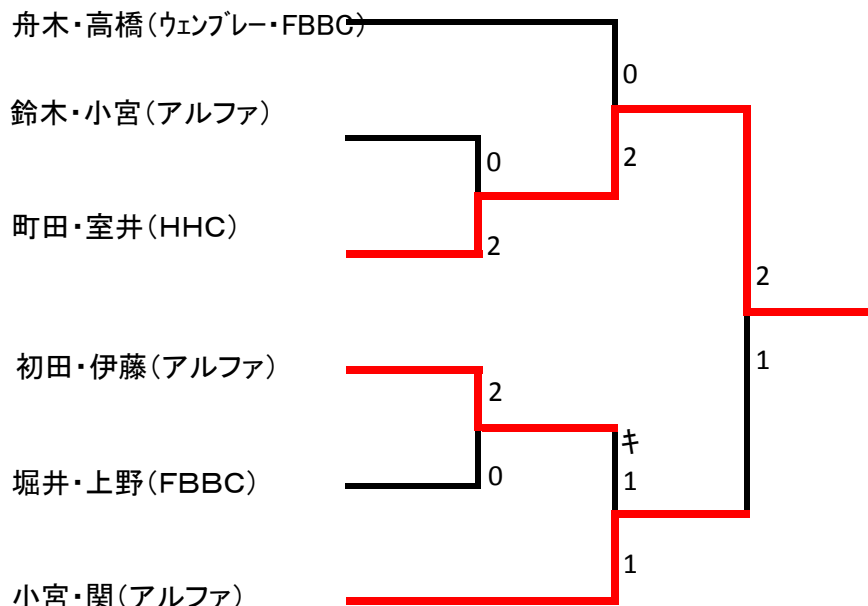 舟木・高橋(ウェンブレー・FBBC)
0
鈴木・小宮(アルファ)
0
2
町田・室井(HHC)
2
2
初田・伊藤(アルファ)
1
2
キ
堀井・上野(FBBC)
0
1
1
小宮・関(アルファ)